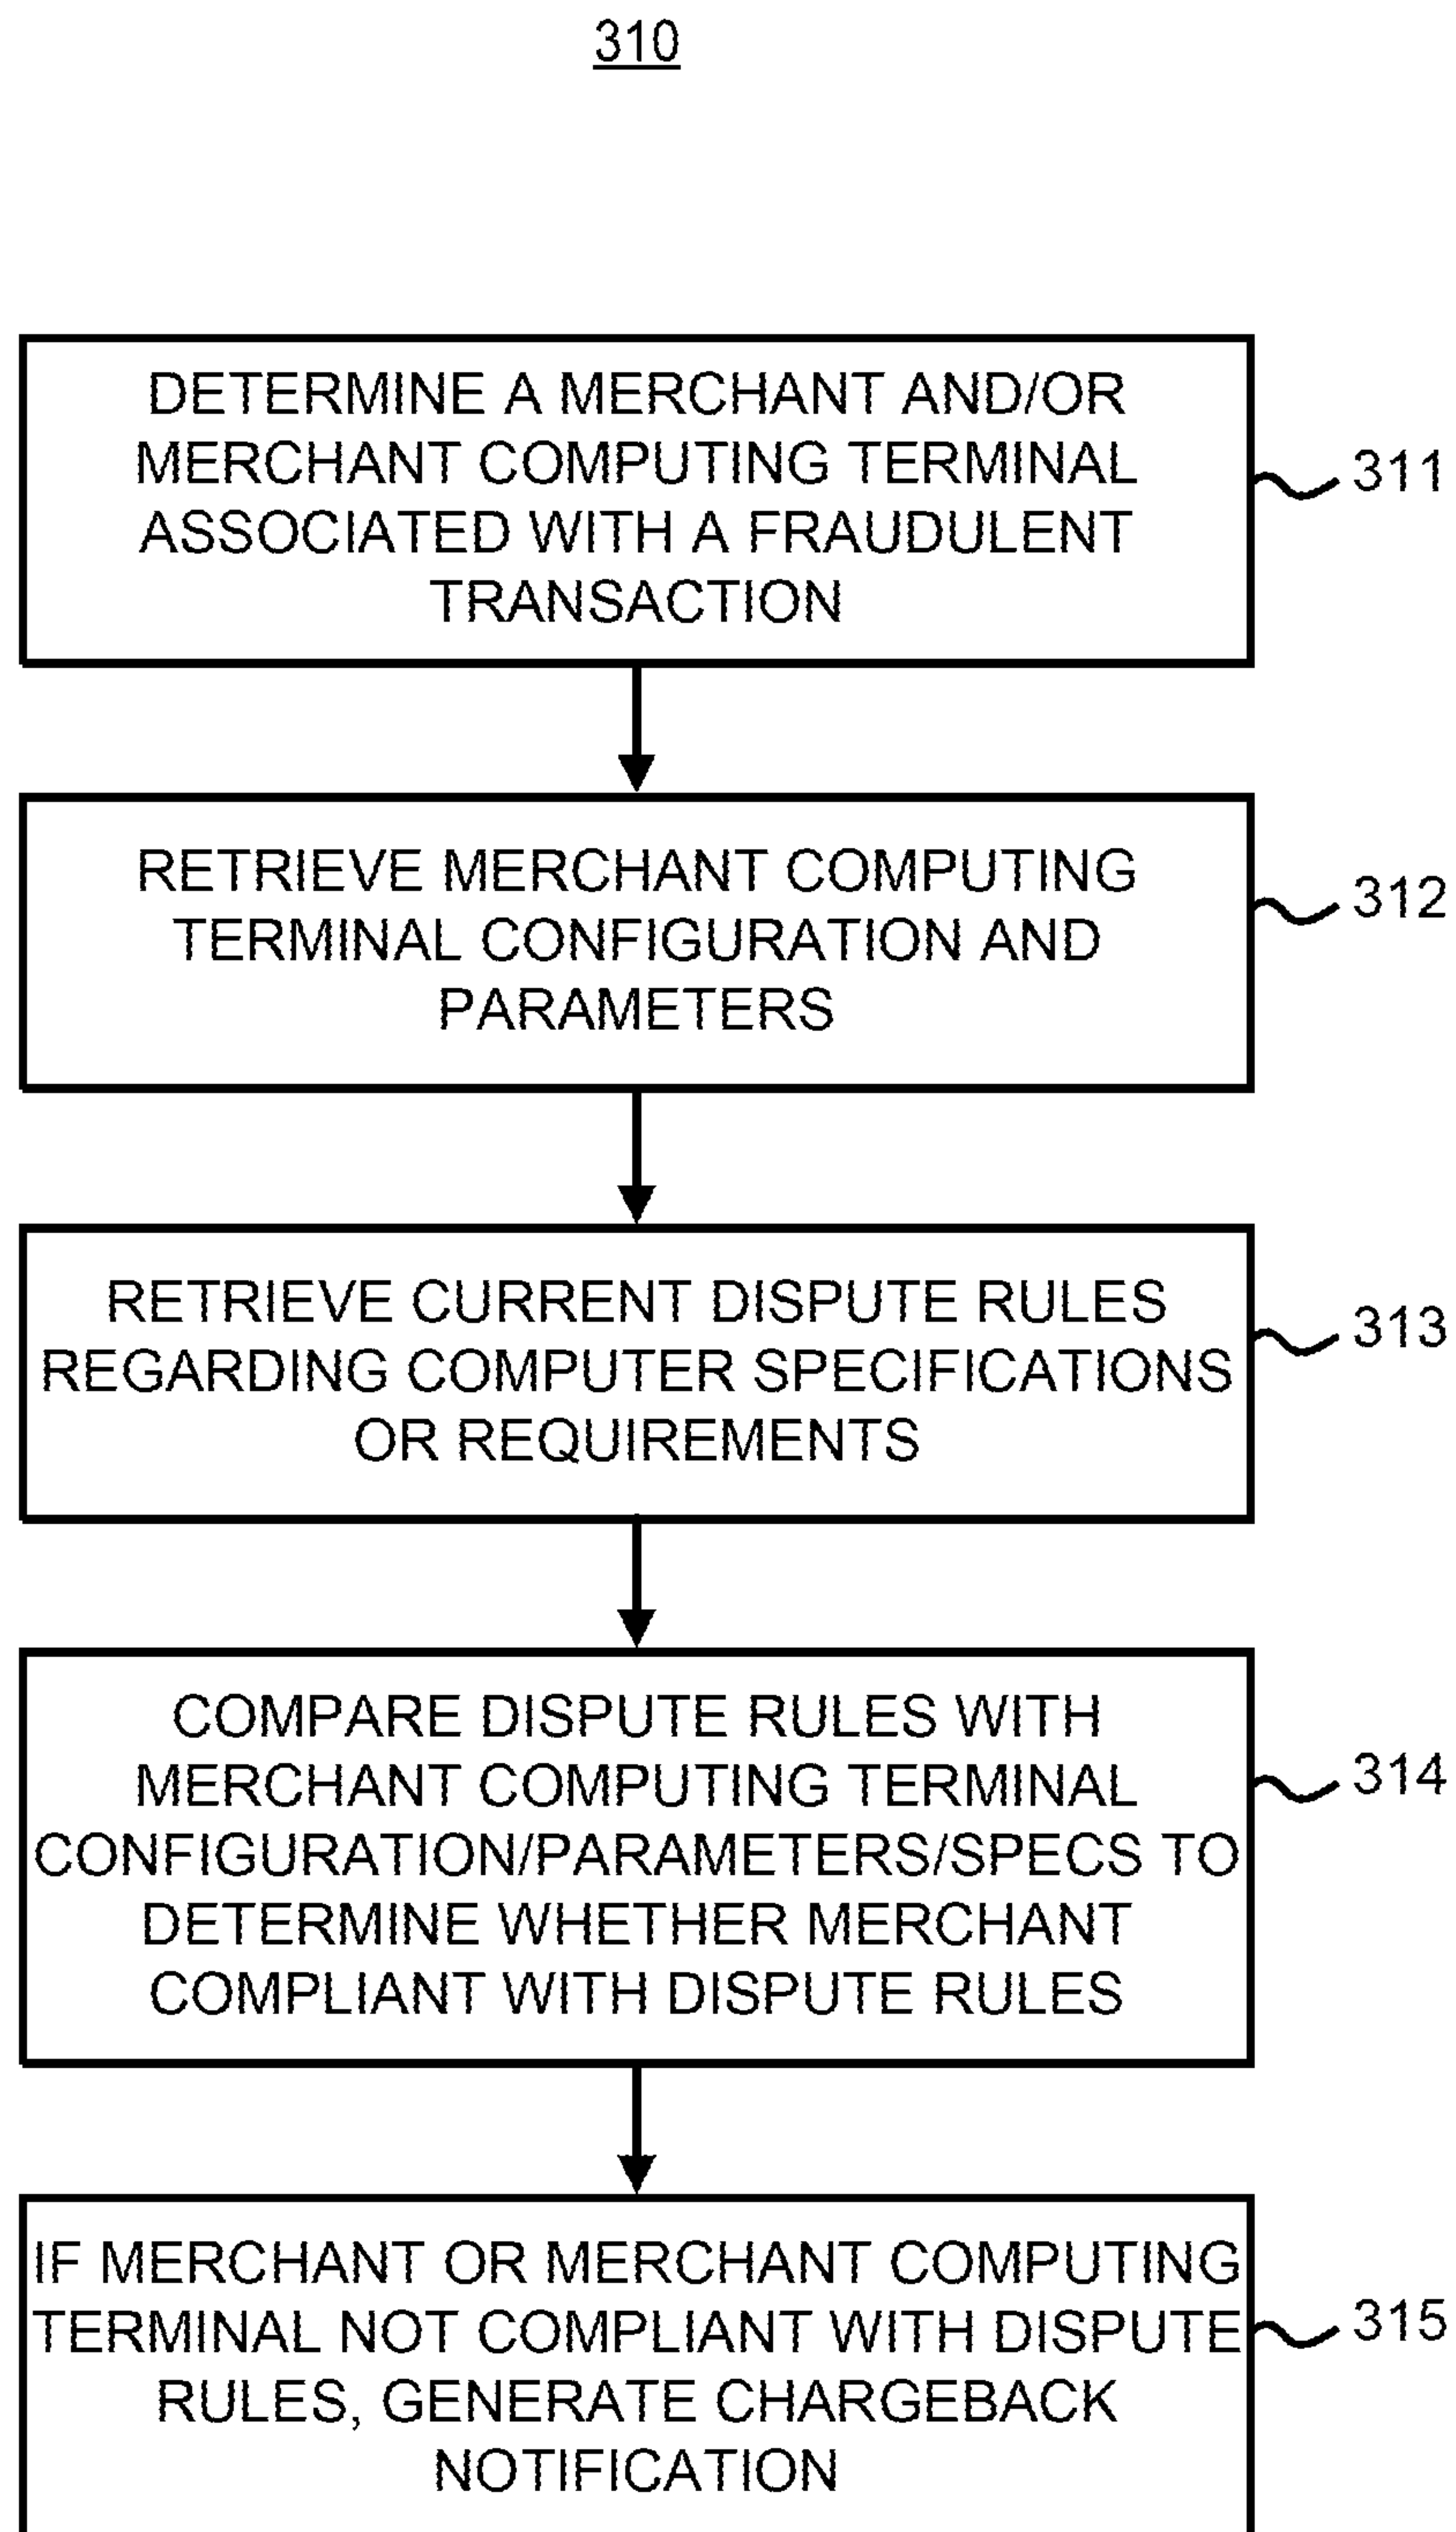 310
DETERMINE A MERCHANT AND/OR
MERCHANT COMPUTING TERMINAL
ASSOCIATED WITH A FRAUDULENT
TRANSACTION
311
RETRIEVE MERCHANT COMPUTING
TERMINAL CONFIGURATION AND
PARAMETERS
312
RETRIEVE CURRENT DISPUTE RULES
REGARDING COMPUTER SPECIFICATIONS
OR REQUIREMENTS
313
COMPARE DISPUTE RULES WITH
MERCHANT COMPUTING TERMINAL
CONFIGURATION/PARAMETERS/SPECS TO
DETERMINE WHETHER MERCHANT
COMPLIANT WITH DISPUTE RULES
314
IF MERCHANT OR MERCHANT COMPUTING
TERMINAL NOT COMPLIANT WITH DISPUTE
RULES, GENERATE CHARGEBACK
NOTIFICATION
315